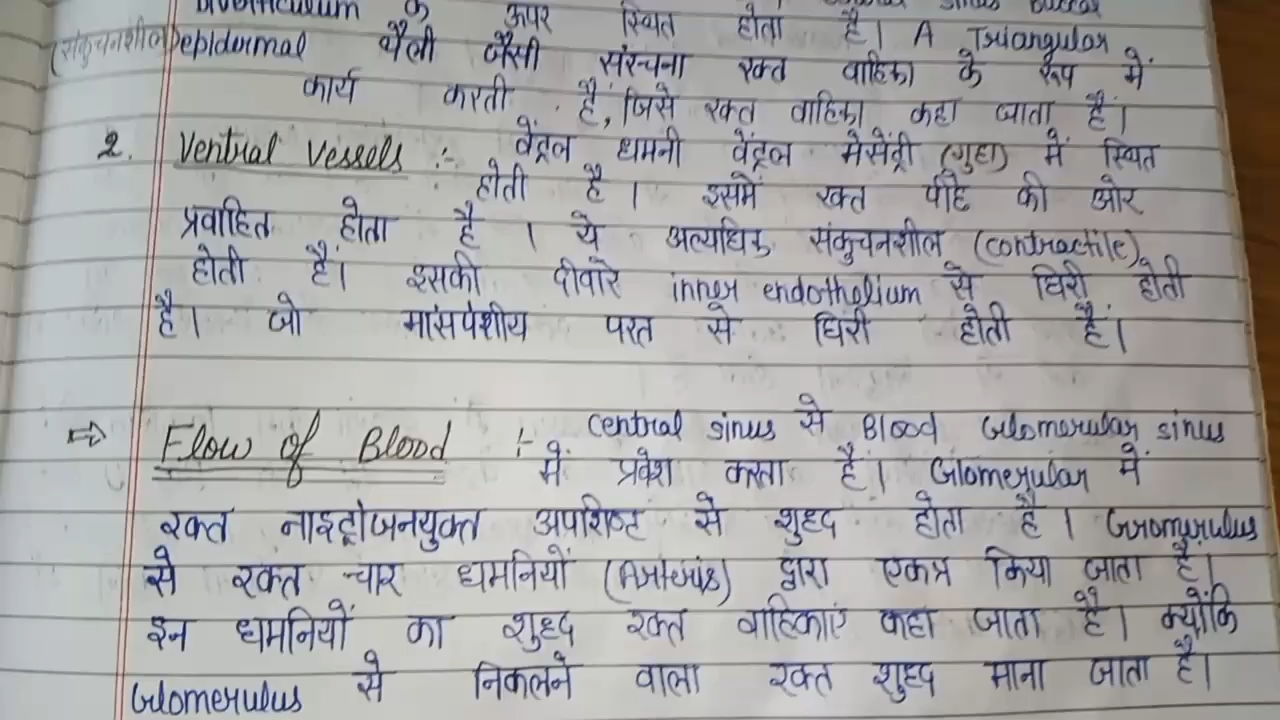 के ऊपर स्थित होता है। A Triangular
(संकुचनशील) epidermal थैली जैसी संरचना रक्त वाहिका के रूप में
कार्य करती है, जिसे रक्त वाहिका कहा जाता है।
2. Ventral Vessels :- वेंट्रल धमनी वेंट्रल मेसेंट्री (गुहा) में स्थित
होती है। इसमें रक्त पीछे की ओर
प्रवाहित होता है। ये अत्यधिक संकुचनशील (contractile)
होती हैं। इसकी दीवारे inner endothelium से घिरी होती
है। जो मांसपेशीय परत से घिरी होती हैं।
⇒ Flow of Blood :- central sinus से Blood Glomerular sinus
में प्रवेश करता है। Glomerular में
रक्त नाइट्रोजनयुक्त अपशिष्ट से शुद्ध होता है। Glomerulus
से रक्त चार धमनियों द्वारा एकत्र किया जाता है।
इन धमनियों का शुद्ध रक्त वाहिकाएं कहा जाता है। क्योंकि
Glomerulus से निकलने वाला रक्त शुद्ध माना जाता है।